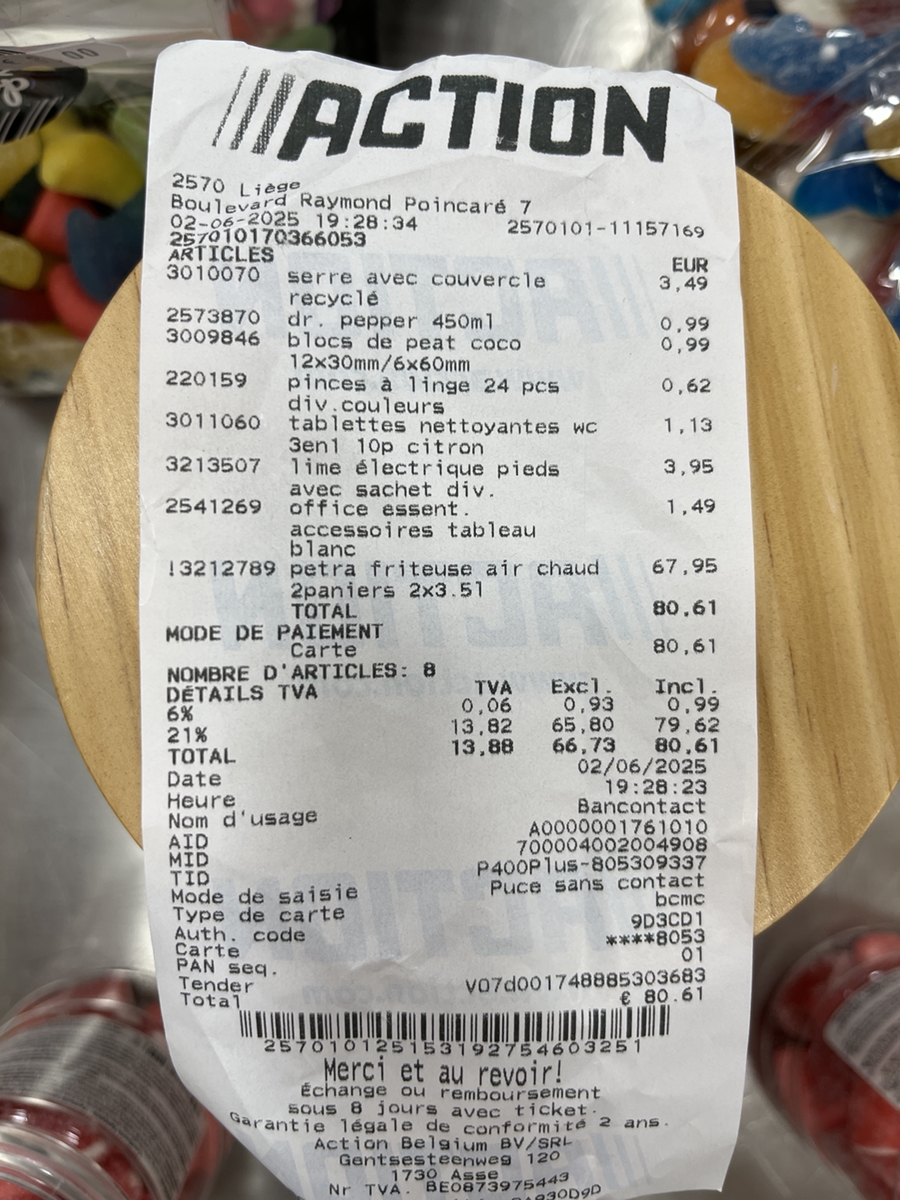 00
ACTION
2570 Liège
Boulevard Raymond Poincaré 7
02-06-2025 19:28:34 2570101-11157169
257010170366053
ARTICLES EUR
3010070 serre avec couvercle 3,49
recyclé
2573870 dr. pepper 450ml 0,99
3009846 blocs de peat coco 0,99
12x30mm/6x60mm
220159 pinces à linge 24 pcs 0,62
div.couleurs
3011060 tablettes nettoyantes wc 1,13
3en1 10p citron
3213507 lime électrique pieds 3,95
avec sachet div.
2541269 office essent. 1,49
accessoires tableau
blanc
!3212789 petra friteuse air chaud 67,95
2paniers 2x3.5l
TOTAL 80,61
MODE DE PAIEMENT
Carte 80,61
NOMBRE D'ARTICLES: 8
DÉTAILS TVA TVA Excl. Incl.
6% 0,06 0,93 0,99
21% 13,82 65,80 79,62
TOTAL 13,88 66,73 80,61
Date 02/06/2025
Heure 19:28:23
Nom d'usage Bancontact
AID A0000001761010
MID 700004002004908
TID P400Plus-805309337
Mode de saisie Puce sans contact
Type de carte bcmc
Auth. code 9D3CD1
Carte ****8053
PAN seq. 01
Tender V07d001748885303683
Total € 80.61
257010125153192754603251
Merci et au revoir!
Échange ou remboursement
sous 8 jours avec ticket.
Garantie légale de conformité 2 ans.
Action Belgium BV/SRL
Gentsesteenweg 120
1730 Asse
Nr TVA. BE0873975443